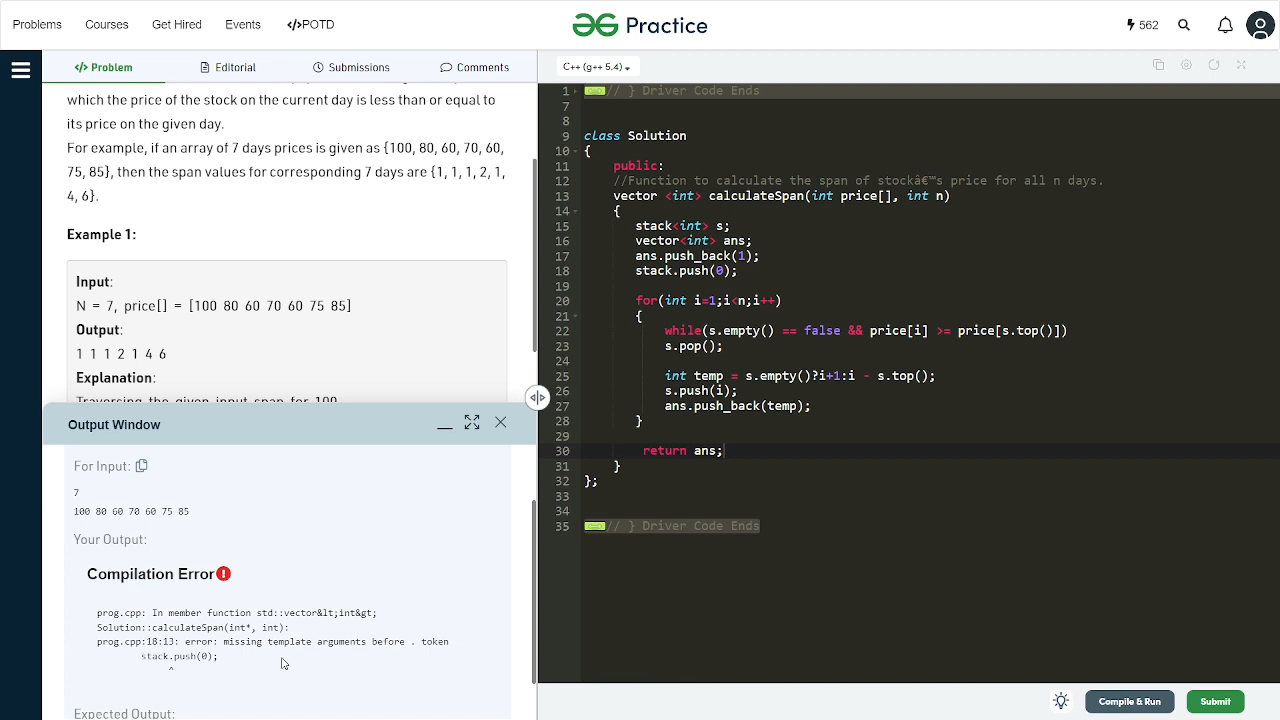 Problems Courses Get Hired Events </>POTD
Practice
562
</> Problem Editorial Submissions Comments
C++ (g++ 5.4)
which the price of the stock on the current day is less than or equal to
its price on the given day.
For example, if an array of 7 days prices is given as {100, 80, 60, 70, 60,
75, 85}, then the span values for corresponding 7 days are {1, 1, 1, 2, 1,
4, 6}.
Example 1:
Input:
N = 7, price[] = [100 80 60 70 60 75 85]
Output:
1 1 1 2 1 4 6
Explanation:
Traversing the given input span for 100
Output Window
For Input:
7
100 80 60 70 60 75 85
Your Output:
Compilation Error
prog.cpp: In member function std::vector&lt;int&gt;
Solution::calculateSpan(int*, int):
prog.cpp:18:13: error: missing template arguments before . token
stack.push(0);
^
Expected Output:
1 // } Driver Code Ends
7
8
9 class Solution
10 {
11 public:
12 //Function to calculate the span of stockâ€™s price for all n days.
13 vector <int> calculateSpan(int price[], int n)
14 {
15 stack<int> s;
16 vector<int> ans;
17 ans.push_back(1);
18 stack.push(0);
19
20 for(int i=1;i<n;i++)
21 {
22 while(s.empty() == false && price[i] >= price[s.top()])
23 s.pop();
24
25 int temp = s.empty()?i+1:i - s.top();
26 s.push(i);
27 ans.push_back(temp);
28 }
29
30 return ans;
31 }
32 };
33
34
35 // } Driver Code Ends
Compile & Run Submit